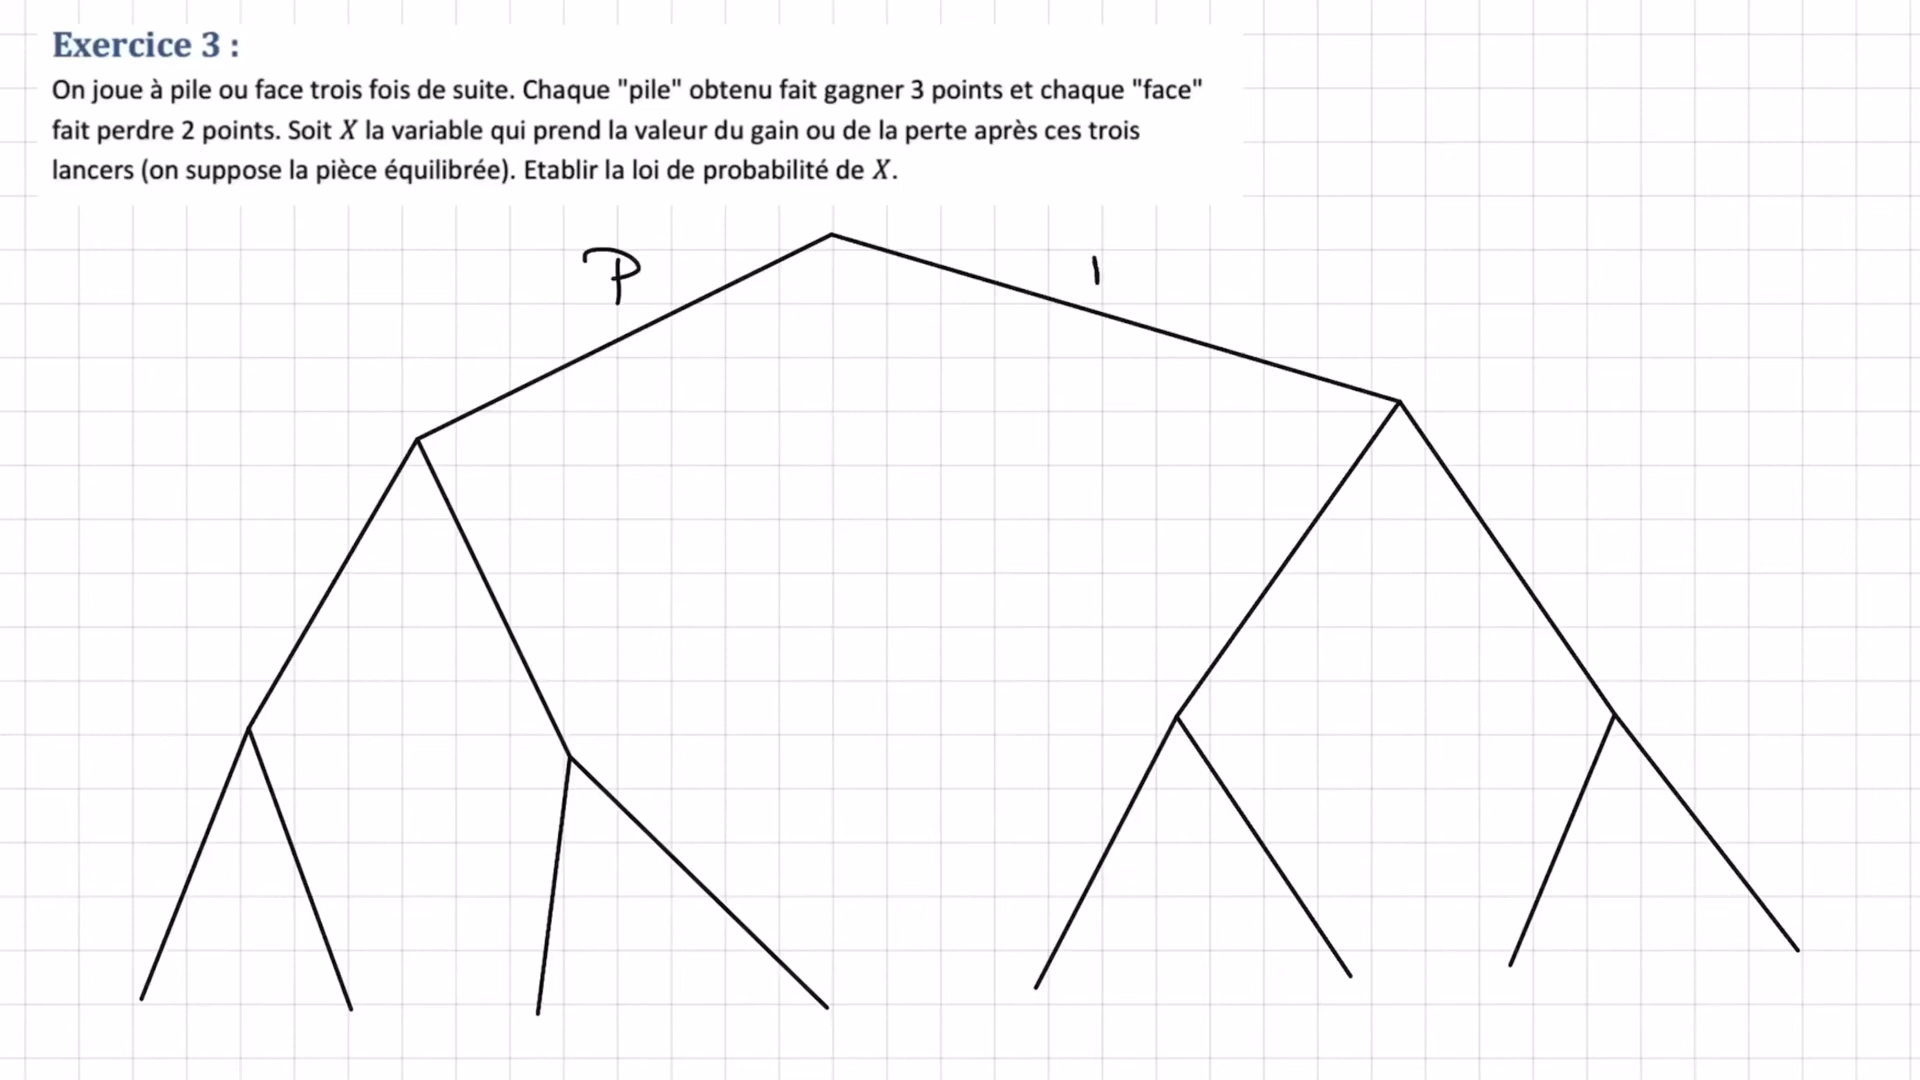 Exercice 3 :
On joue à pile ou face trois fois de suite. Chaque "pile" obtenu fait gagner 3 points et chaque "face"
fait perdre 2 points. Soit X la variable qui prend la valeur du gain ou de la perte après ces trois
lancers (on suppose la pièce équilibrée). Etablir la loi de probabilité de X.
P